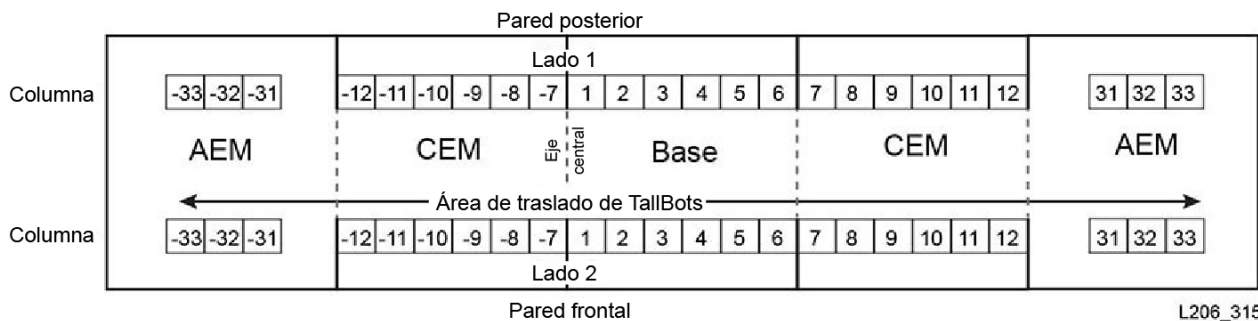 Pared posterior
Lado 1
Columna -33 -32 -31 -12 -11 -10 -9 -8 -7 1 2 3 4 5 6 7 8 9 10 11 12 31 32 33
AEM CEM Eje central Base CEM AEM
Área de traslado de TallBots
Columna -33 -32 -31 -12 -11 -10 -9 -8 -7 1 2 3 4 5 6 7 8 9 10 11 12 31 32 33
Lado 2
Pared frontal
L206_315